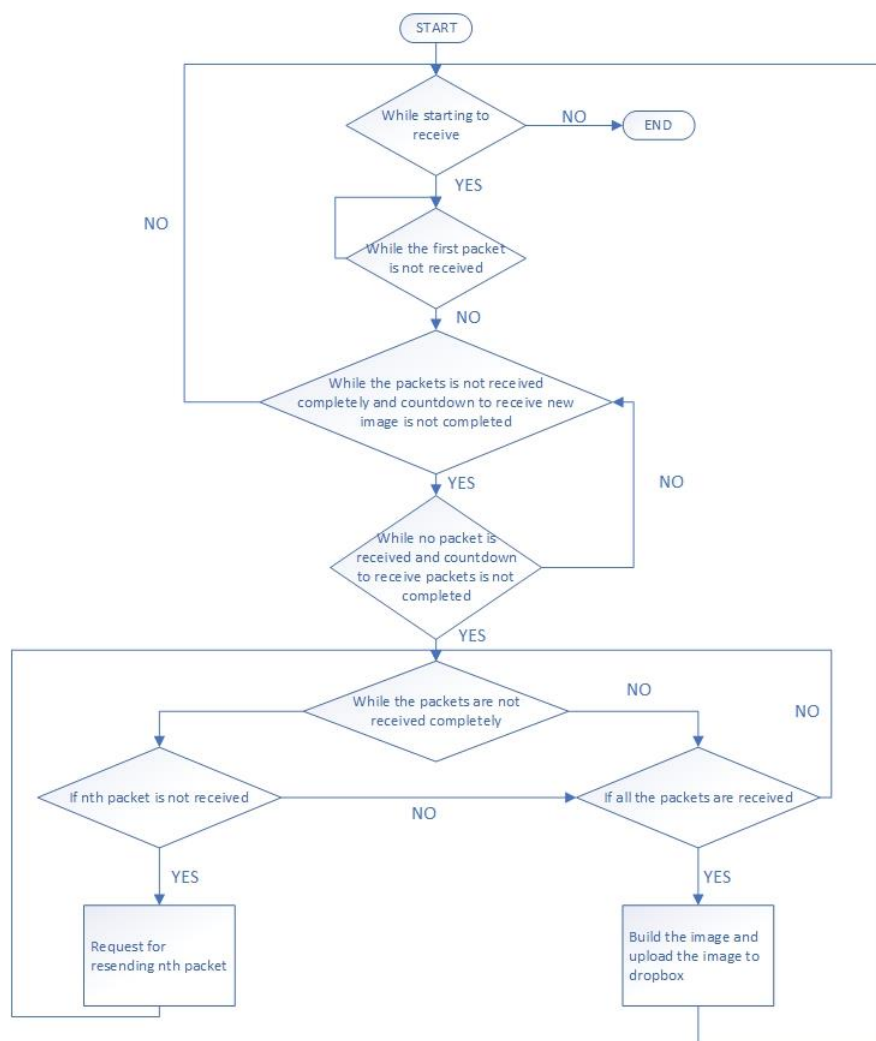 START
While starting to
receive
NO
END
YES
NO
While the first packet
is not received
NO
While the packets is not received
completely and countdown to receive new
image is not completed
YES
NO
While no packet is
received and countdown
to receive packets is not
completed
YES
While the packets are not
received completely
NO
NO
If nth packet is not received
NO
If all the packets are received
YES
YES
Request for
resending nth packet
Build the image and
upload the image to
dropbox